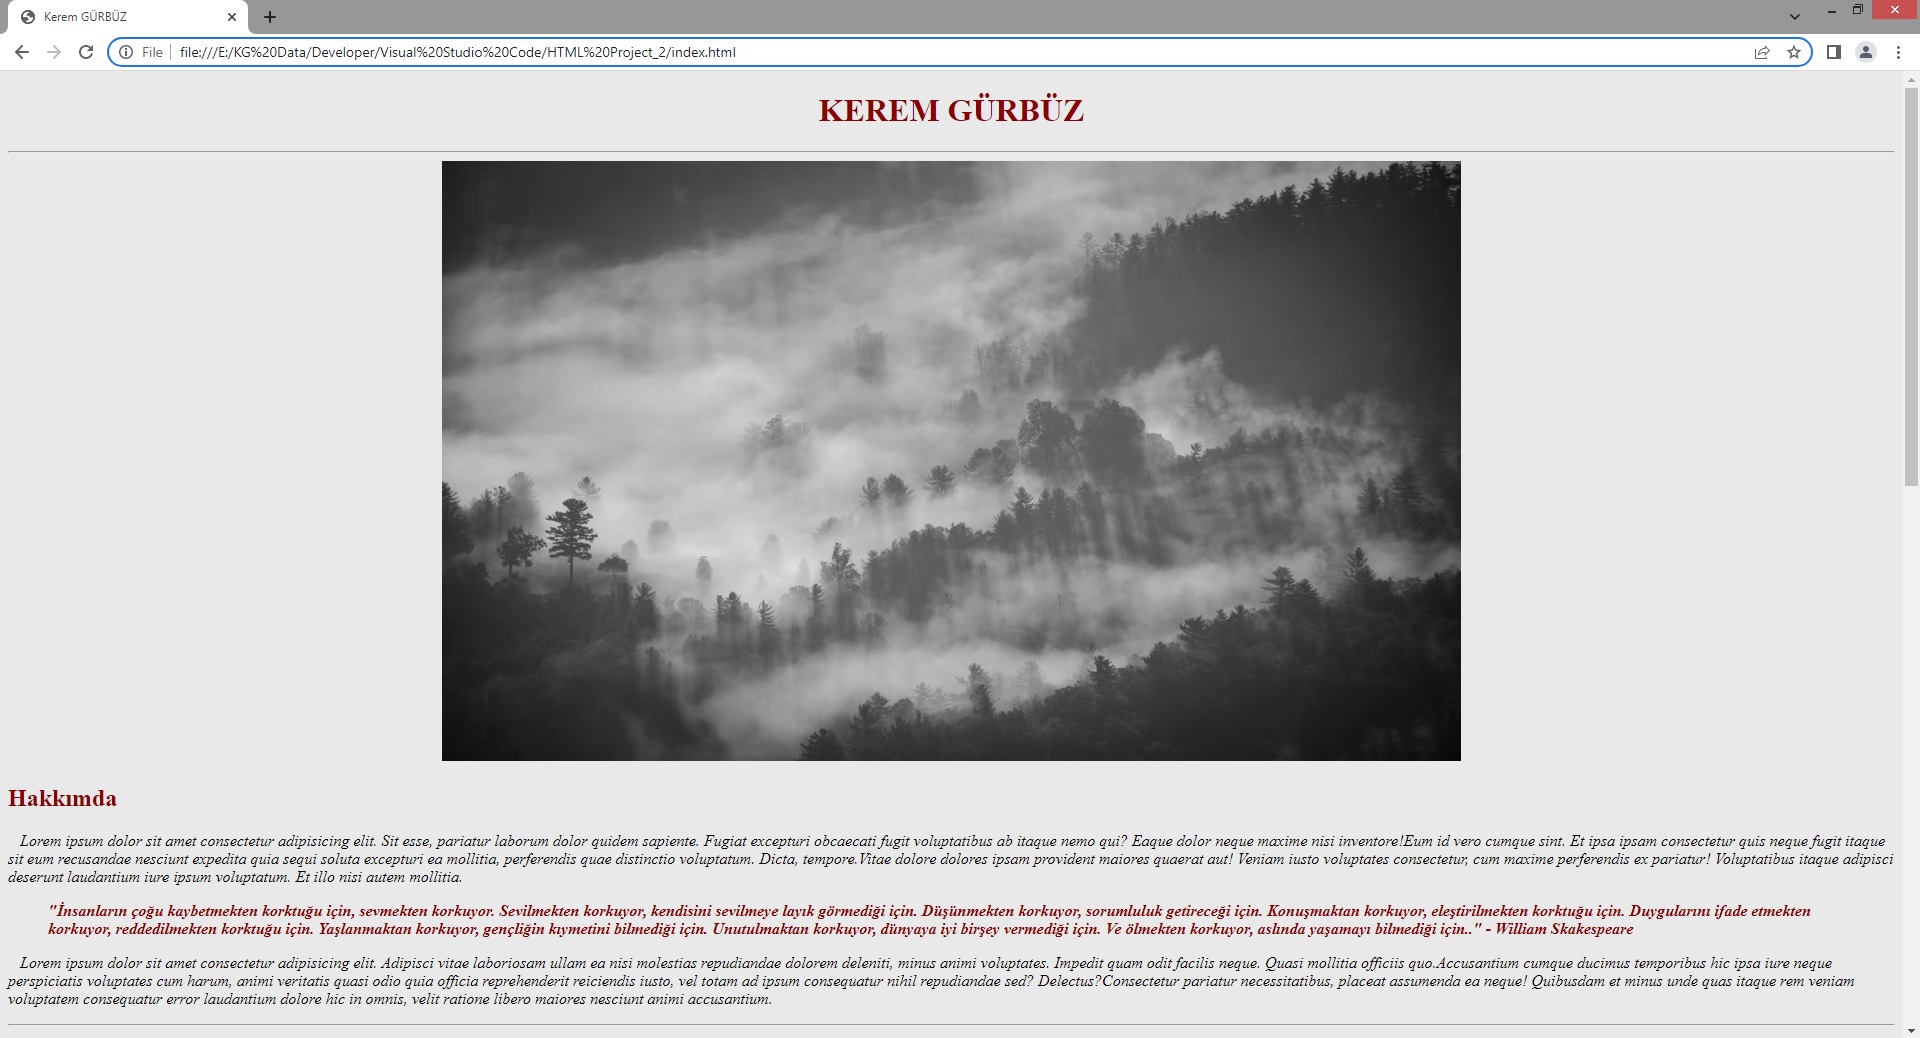 Kerem GÜRBÜZ
File
file:///E:/KG%20Data/Developer/Visual%20Studio%20Code/HTML%20Project_2/index.html
KEREM GÜRBÜZ
Hakkımda
Lorem ipsum dolor sit amet consectetur adipisicing elit. Sit esse, pariatur laborum dolor quidem sapiente. Fugiat excepturi obcaecati fugit voluptatibus ab itaque nemo qui? Eaque dolor neque maxime nisi inventore!Eum id vero cumque sint. Et ipsa ipsam consectetur quis neque fugit itaque
sit eum recusandae nesciunt expedita quia sequi soluta excepturi ea mollitia, perferendis quae distinctio voluptatum. Dicta, tempore.Vitae dolore dolores ipsam provident maiores quaerat aut! Veniam iusto voluptates consectetur, cum maxime perferendis ex pariatur! Voluptatibus itaque adipisci
deserunt laudantium iure ipsum voluptatum. Et illo nisi autem mollitia.
"İnsanların çoğu kaybetmekten korktuğu için, sevmekten korkuyor. Sevilmekten korkuyor, kendisini sevilmeye layık görmediği için. Düşünmekten korkuyor, sorumluluk getireceği için. Konuşmaktan korkuyor, eleştirilmekten korktuğu için. Duygularını ifade etmekten
korkuyor, reddedilmekten korktuğu için. Yaşlanmaktan korkuyor, gençliğin kıymetini bilmediği için. Unutulmaktan korkuyor, dünyaya iyi birşey vermediği için. Ve ölmekten korkuyor, aslında yaşamayı bilmediği için.." - William Skakespeare
Lorem ipsum dolor sit amet consectetur adipisicing elit. Adipisci vitae laboriosam ullam ea nisi molestias repudiandae dolorem deleniti, minus animi voluptates. Impedit quam odit facilis neque. Quasi mollitia officiis quo.Accusantium cumque ducimus temporibus hic ipsa iure neque
perspiciatis voluptates cum harum, animi veritatis quasi odio quia officia reprehenderit reiciendis iusto, vel totam ad ipsum consequatur nihil repudiandae sed? Delectus?Consectetur pariatur necessitatibus, placeat assumenda ea neque! Quibusdam et minus unde quas itaque rem veniam
voluptatem consequatur error laudantium dolore hic in omnis, velit ratione libero maiores nesciunt animi accusantium.